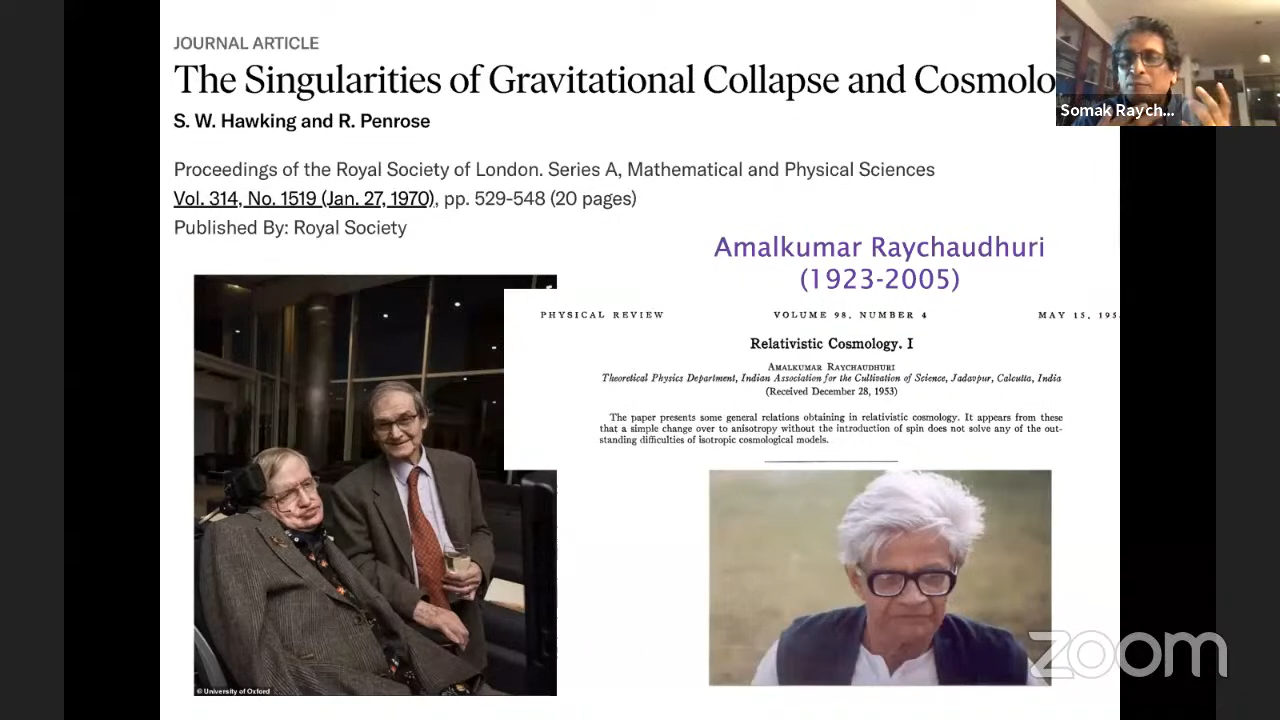 JOURNAL ARTICLE
The Singularities of Gravitational Collapse and Cosmolo
S. W. Hawking and R. Penrose
Proceedings of the Royal Society of London. Series A, Mathematical and Physical Sciences
Vol. 314, No. 1519 (Jan. 27, 1970), pp. 529-548 (20 pages)
Published By: Royal Society
Somak Raych...
Amalkumar Raychaudhuri
(1923-2005)
PHYSICAL REVIEW VOLUME 98, NUMBER 4 MAY 15, 195
Relativistic Cosmology. I
AMALKUMAR RAYCHAUDHURI
Theoretical Physics Department, Indian Association for the Cultivation of Science, Jadavpur, Calcutta, India
(Received December 28, 1953)
The paper presents some general relations obtaining in relativistic cosmology. It appears from these
that a simple change over to anisotropy without the introduction of spin does not solve any of the out-
standing difficulties of isotropic cosmological models.
© University of Oxford
zoom